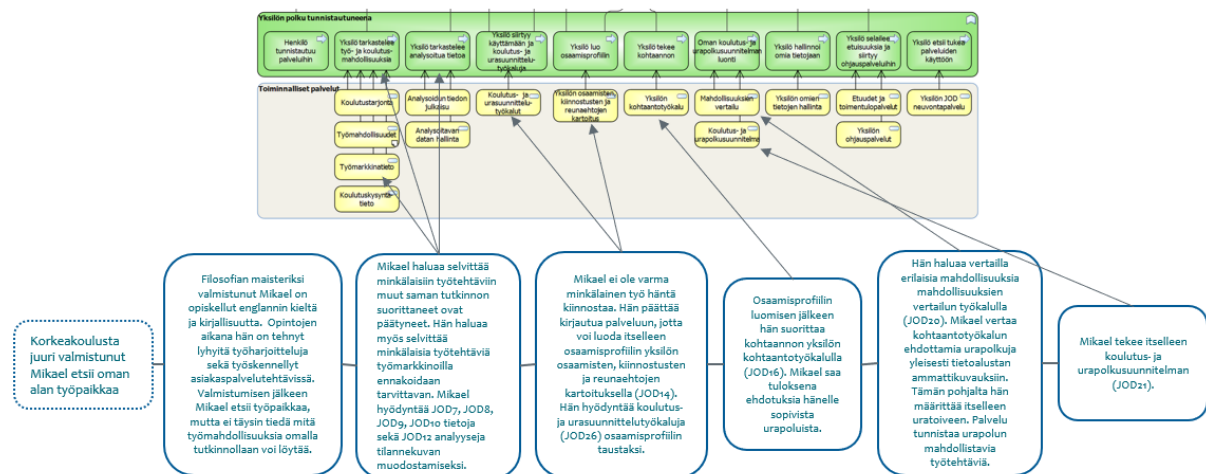 Yksilön polku tunnistautuneena
Henkilö
tunnistautuu
palveluihin
Yksilö tarkastelee
työ- ja koulutus-
mahdollisuuksia
Yksilö tarkastelee
analysoitua tietoa
Yksilö siirtyy
käyttämään ja
koulutus- ja
urasuunnittelu-
työkaluja
Yksilö luo
osaamisprofiilin
Yksilö tekee
kohtaannon
Oman koulutus- ja
urapolkusuunnitelman
luonti
Yksilö hallinnoi
omia tietojaan
Yksilö selailee
etuisuuksia ja
siirtyy
ohjauspalveluihin
Yksilö etsii tukea
palveluiden
käyttöön
Toiminnalliset palvelut
Koulutustarjonta
Analysoidun tiedon
julkaisu
Koulutus- ja
urasuunnittelu-
työkalut
Yksilön osaamisten,
kiinnostusten ja
reunaehtojen
kartoitus
Yksilön
kohtaantotyökalu
Mahdollisuuksien
vertailu
Yksilön omien
tietojen hallinta
Etuudet ja
toimentulopalvelut
Yksilön JOD
neuvontapalvelu
Työmahdollisuudet
Analysoitavan
datan hallinta
Koulutus- ja
urapolkusuunnitelma
Yksilön
ohjauspalvelut
Työmarkkinatieto
Koulutuskysyntä-
tieto
Korkeakoulusta
juuri valmistunut
Mikael etsii oman
alan työpaikkaa
Filosofian maisteriksi
valmistunut Mikael on
opiskellut englannin kieltä
ja kirjallisuutta. Opintojen
aikana hän on tehnyt
lyhyitä työharjoitteluja
sekä työskennellyt
asiakaspalvelutehtävissä.
Valmistumisen jälkeen
Mikael etsii työpaikkaa,
mutta ei täysin tiedä mitä
työmahdollisuuksia omalla
tutkinnollaan voi löytää.
Mikael haluaa selvittää
minkälaisiin työtehtäviin
muut saman tutkinnon
suorittaneet ovat
päätyneet. Hän haluaa
myös selvittää
minkälaisia työtehtäviä
työmarkkinoilla
ennakoidaan
tarvittavan. Mikael
hyödyntää JOD7, JOD8,
JOD9, JOD10 tietoja
sekä JOD12 analyyseja
tilannekuvan
muodostamiseksi.
Mikael ei ole varma
minkälainen työ häntä
kiinnostaa. Hän päättää
kirjautua palveluun, jotta
voi luoda itselleen
osaamisprofiilin yksilön
osaamisten, kiinnostusten
ja reunaehtojen
kartoituksella (JOD14).
Hän hyödyntää koulutus-
ja urasuunnittelutyökaluja
(JOD26) osaamisprofiilin
taustaksi.
Osaamisprofiilin
luomisen jälkeen
hän suorittaa
kohtaannon yksilön
kohtaantotyökalulla
(JOD16). Mikael saa
tuloksena
ehdotuksia hänelle
sopivista
urapoluista.
Hän haluaa vertailla
erilaisia mahdollisuuksia
mahdollisuuksien
vertailun työkalulla
(JOD20). Mikael vertaa
kohtaantotyökalun
ehdottamia urapolkuja
yleisesti tietoalustan
ammattikuvauksiin.
Tämän pohjalta hän
määrittää itselleen
uratoiveen. Palvelu
tunnistaa urapolun
mahdollistavia
työtehtäviä.
Mikael tekee itselleen
koulutus- ja
urapolkusuunnitelman
(JOD21).